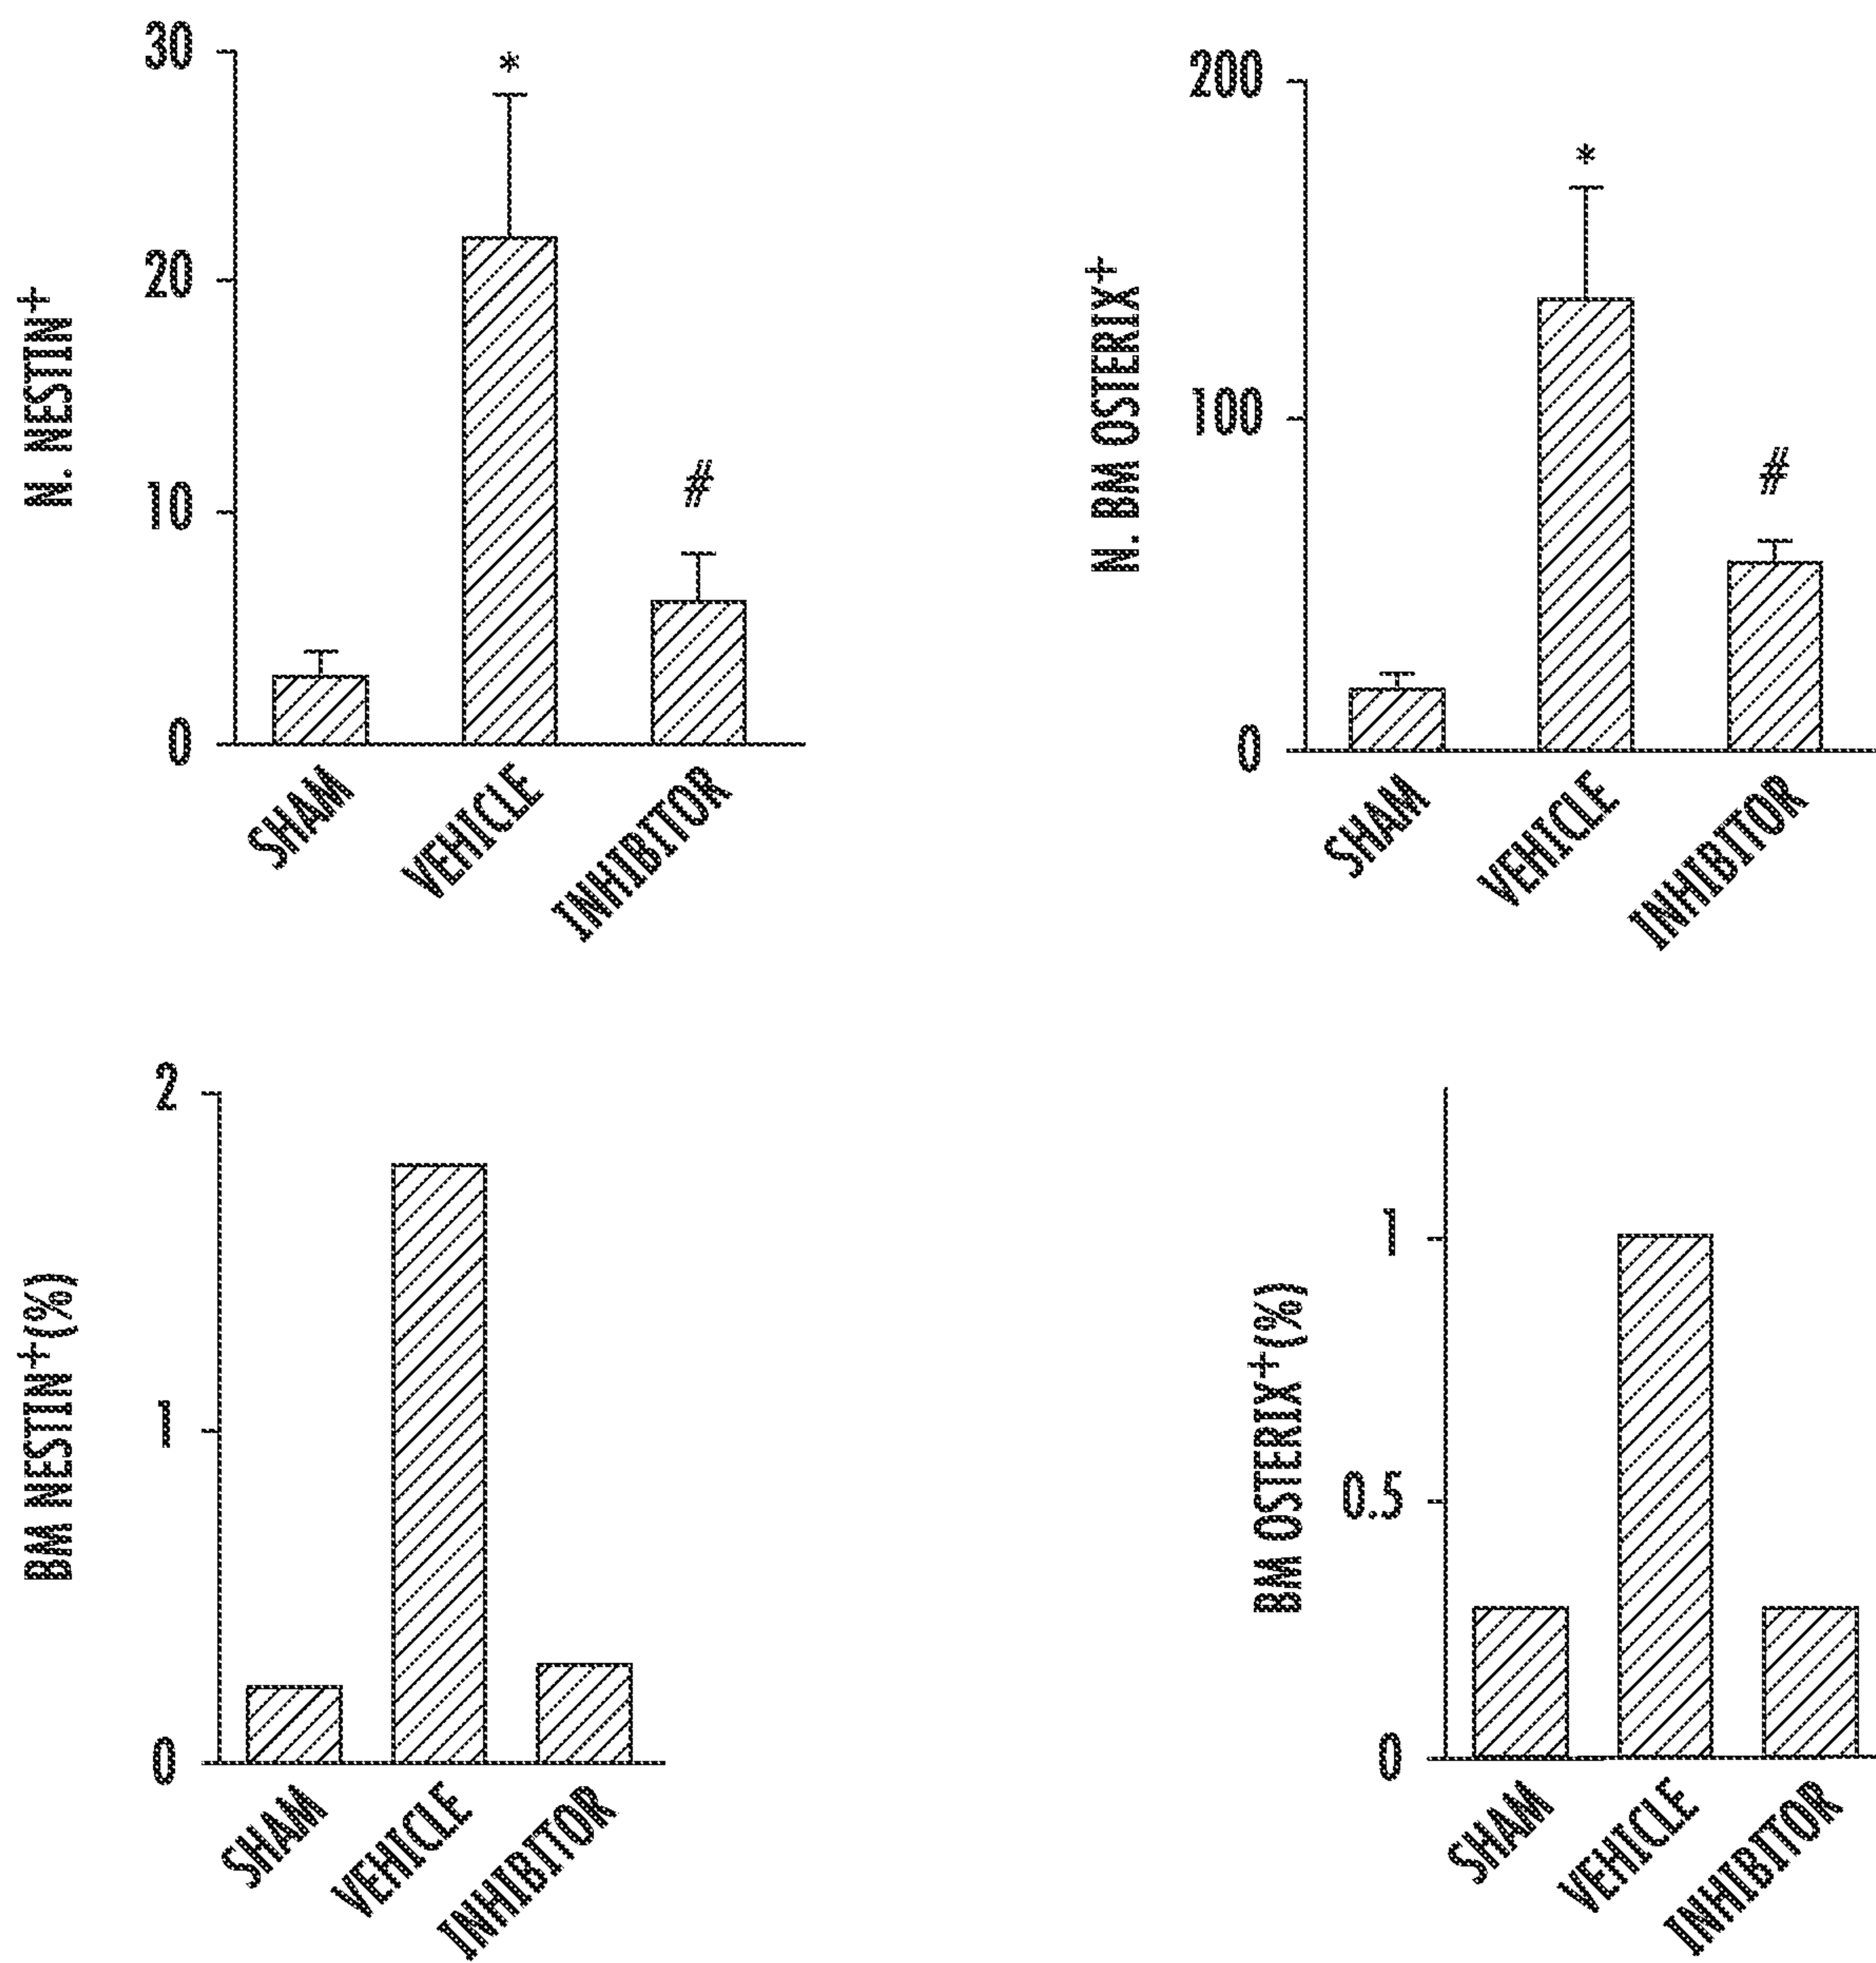 N. NESTIN+
30
20
10
0
*
#
SHAM
VEHICLE
INHIBITOR
N. BM OSTERIX+
200
100
0
*
#
SHAM
VEHICLE
INHIBITOR
BM NESTIN+(%)
2
1
0
SHAM
VEHICLE
INHIBITOR
BM OSTERIX+(%)
1
0.5
0
SHAM
VEHICLE
INHIBITOR